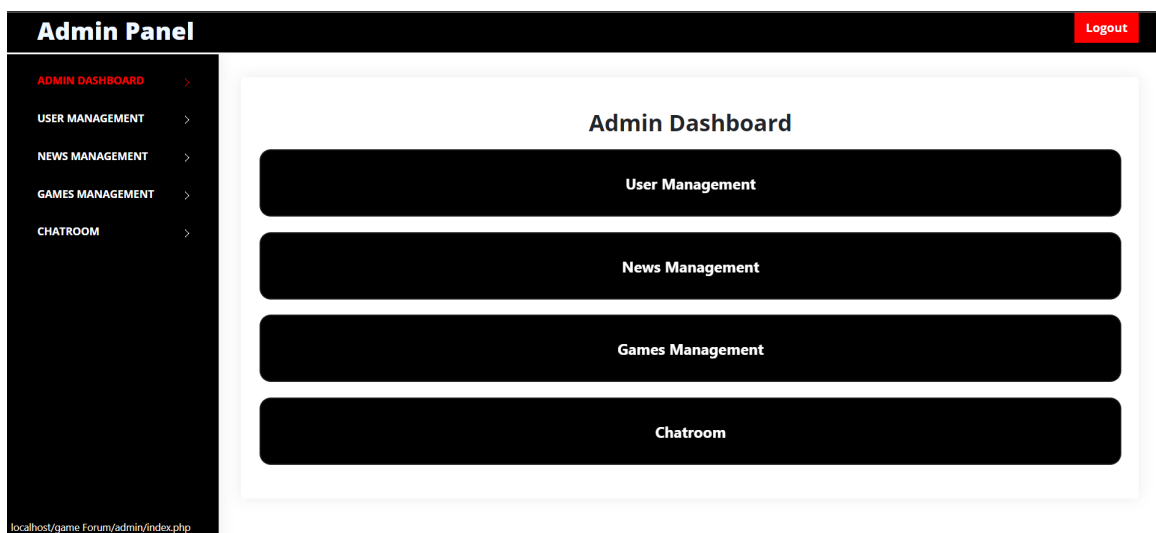 Admin Panel
Logout
ADMIN DASHBOARD
USER MANAGEMENT
NEWS MANAGEMENT
GAMES MANAGEMENT
CHATROOM
Admin Dashboard
User Management
News Management
Games Management
Chatroom
localhost/game Forum/admin/index.php